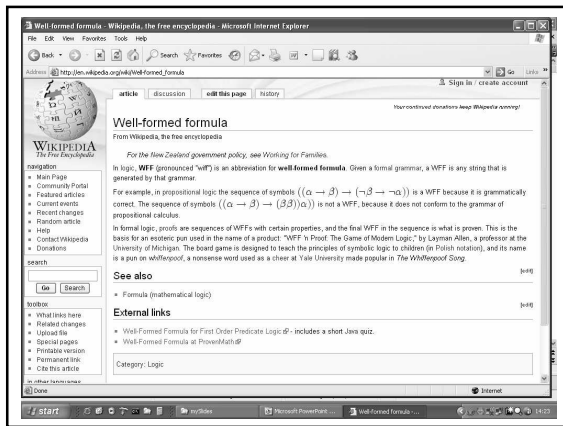 Well-formed formula - Wikipedia, the free encyclopedia - Microsoft Internet Explorer
File Edit View Favorites Tools Help
Back Search Favorites
Address http://en.wikipedia.org/wiki/Well-formed_formula Go Links »
Sign in / create account
article discussion edit this page history
Your continued donations keep Wikipedia running!
WIKIPEDIA
The Free Encyclopedia
navigation
Main Page
Community Portal
Featured articles
Current events
Recent changes
Random article
Help
Contact Wikipedia
Donations
search
Go Search
toolbox
What links here
Related changes
Upload file
Special pages
Printable version
Permanent link
Cite this article
in other languages
Well-formed formula
From Wikipedia, the free encyclopedia
For the New Zealand government policy, see Working for Families.
In logic, WFF (pronounced "wiff") is an abbreviation for well-formed formula. Given a formal grammar, a WFF is any string that is
generated by that grammar.
For example, in propositional logic the sequence of symbols ((α → β) → (¬β → ¬α)) is a WFF because it is grammatically
correct. The sequence of symbols ((α → β) → (ββ))α)) is not a WFF, because it does not conform to the grammar of
propositional calculus.
In formal logic, proofs are sequences of WFFs with certain properties, and the final WFF in the sequence is what is proven. This is the
basis for an esoteric pun used in the name of a product: "WFF 'n Proof: The Game of Modern Logic," by Layman Allen, a professor at the
University of Michigan. The board game is designed to teach the principles of symbolic logic to children (in Polish notation), and its name
is a pun on whiffenpoof, a nonsense word used as a cheer at Yale University made popular in The Whiffenpoof Song.
See also [edit]
Formula (mathematical logic)
External links [edit]
Well-Formed Formula for First Order Predicate Logic - includes a short Java quiz.
Well-Formed Formula at ProvenMath
Category: Logic
Done Internet
start mySlides Microsoft PowerPoint ... Well-formed formula - ... 14:23